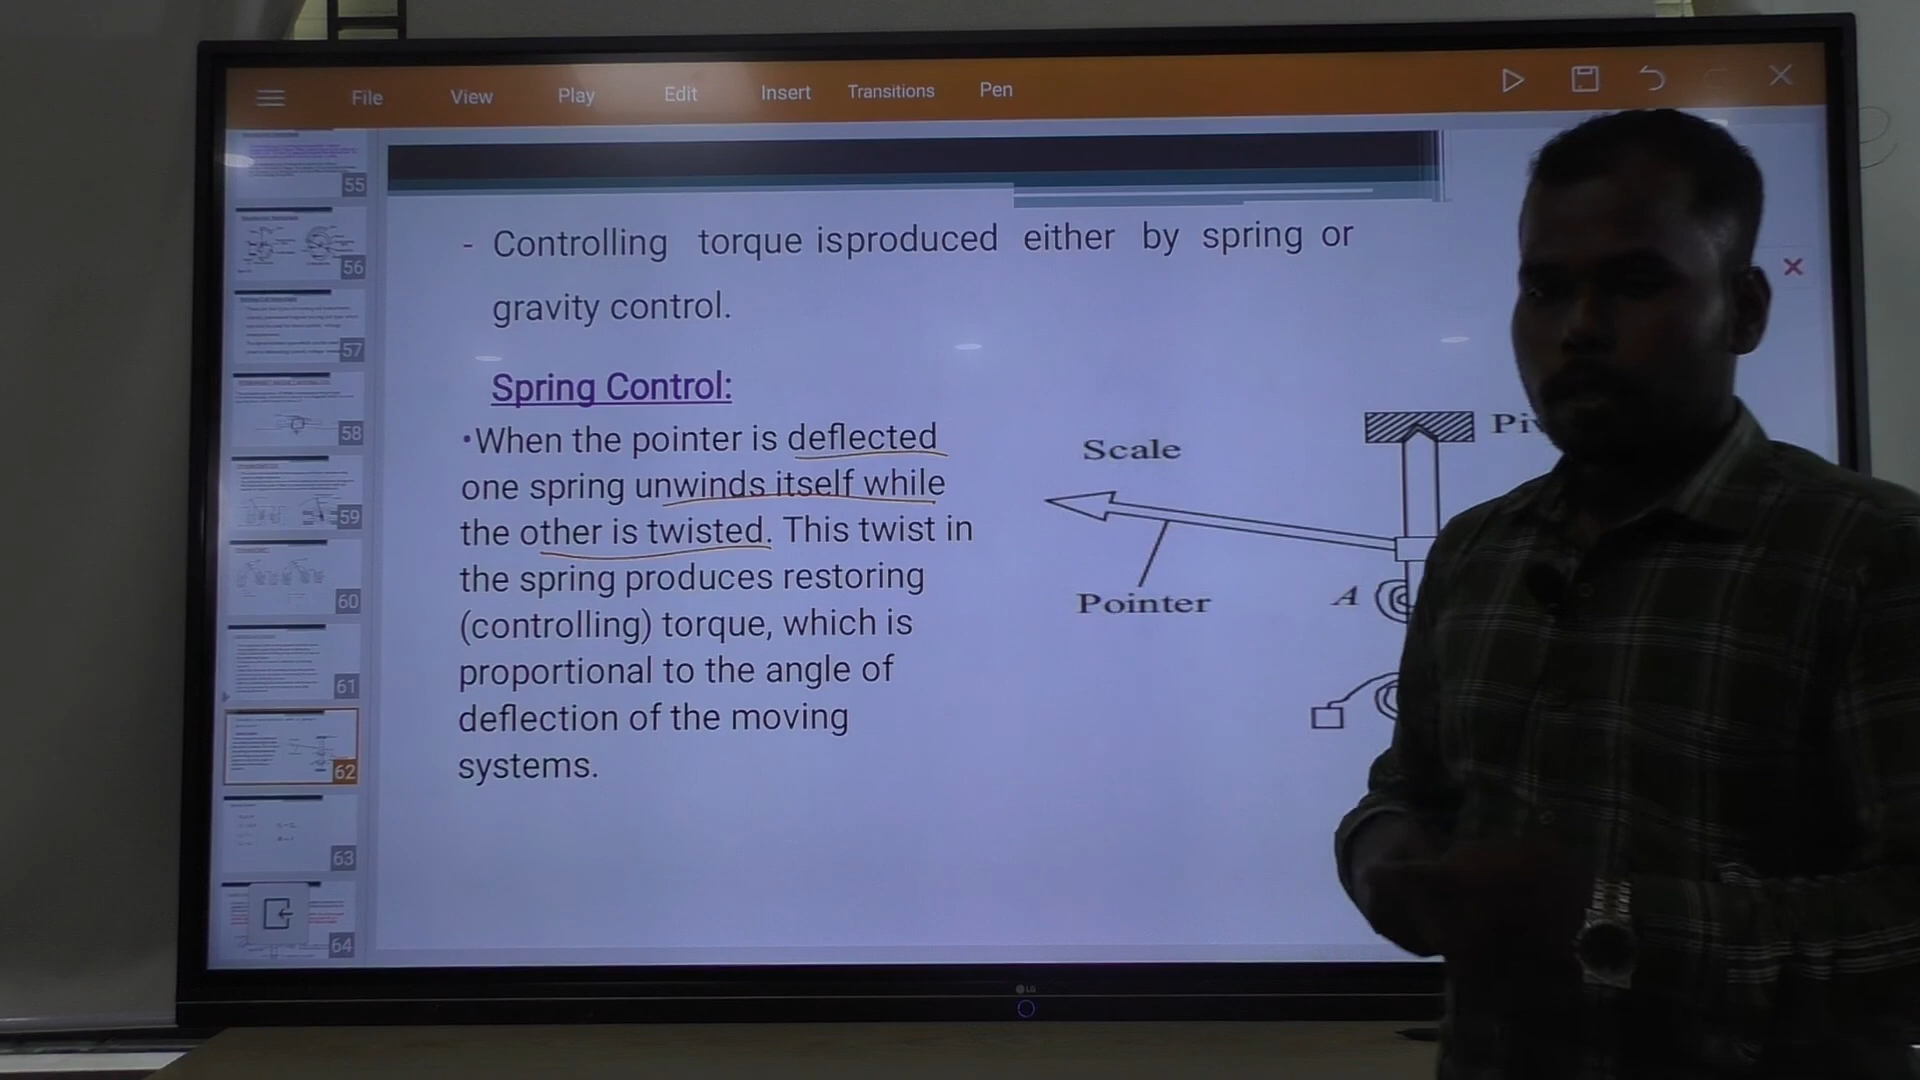 File View Play Edit Insert Transitions Pen
55
56
57
58
59
60
61
62
63
64
- Controlling torque isproduced either by spring or
gravity control.
Spring Control:
•When the pointer is deflected
one spring unwinds itself while
the other is twisted. This twist in
the spring produces restoring
(controlling) torque, which is
proportional to the angle of
deflection of the moving
systems.
Scale
Pointer
A
LG